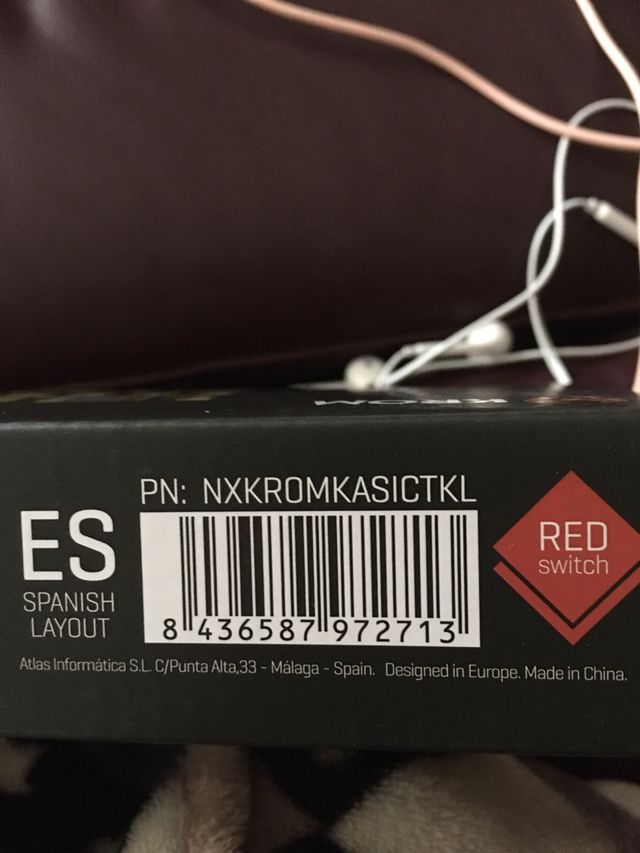 KROM
PN: NXKROMKASICTKL
ES
SPANISH
LAYOUT
8 436587 972713
RED
switch
Atlas Informática S.L. C/Punta Alta,33 - Málaga - Spain. Designed in Europe. Made in China.